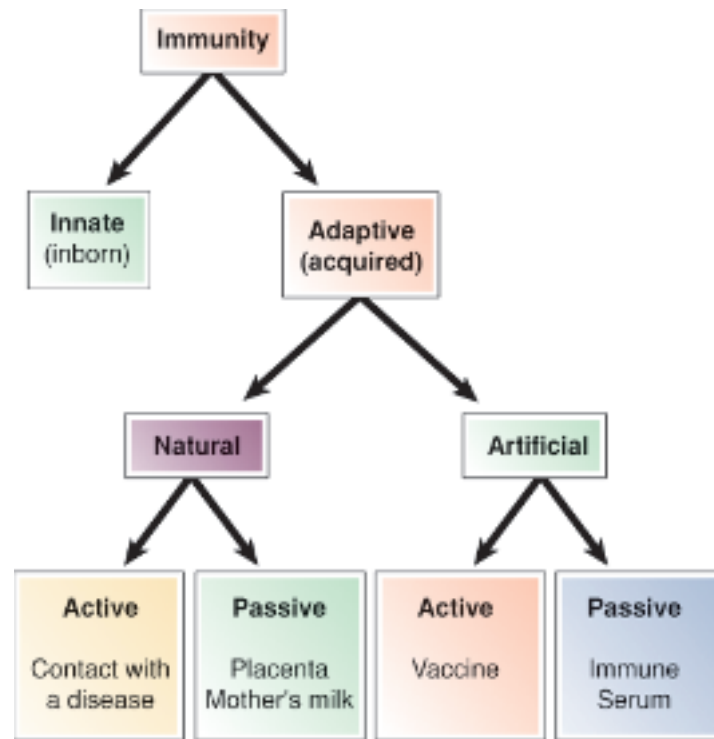 Immunity
Innate
(inborn)
Adaptive
(acquired)
Natural
Artificial
Active
Contact with
a disease
Passive
Placenta
Mother's milk
Active
Vaccine
Passive
Immune
Serum